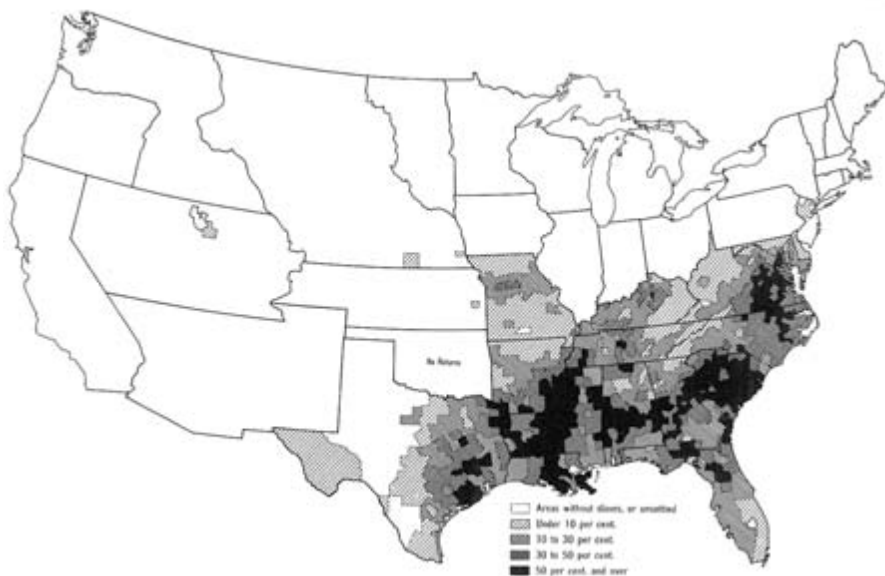 No Returns
Areas without slaves, or unsettled
Under 10 per cent.
10 to 30 per cent.
30 to 50 per cent.
50 per cent. and over